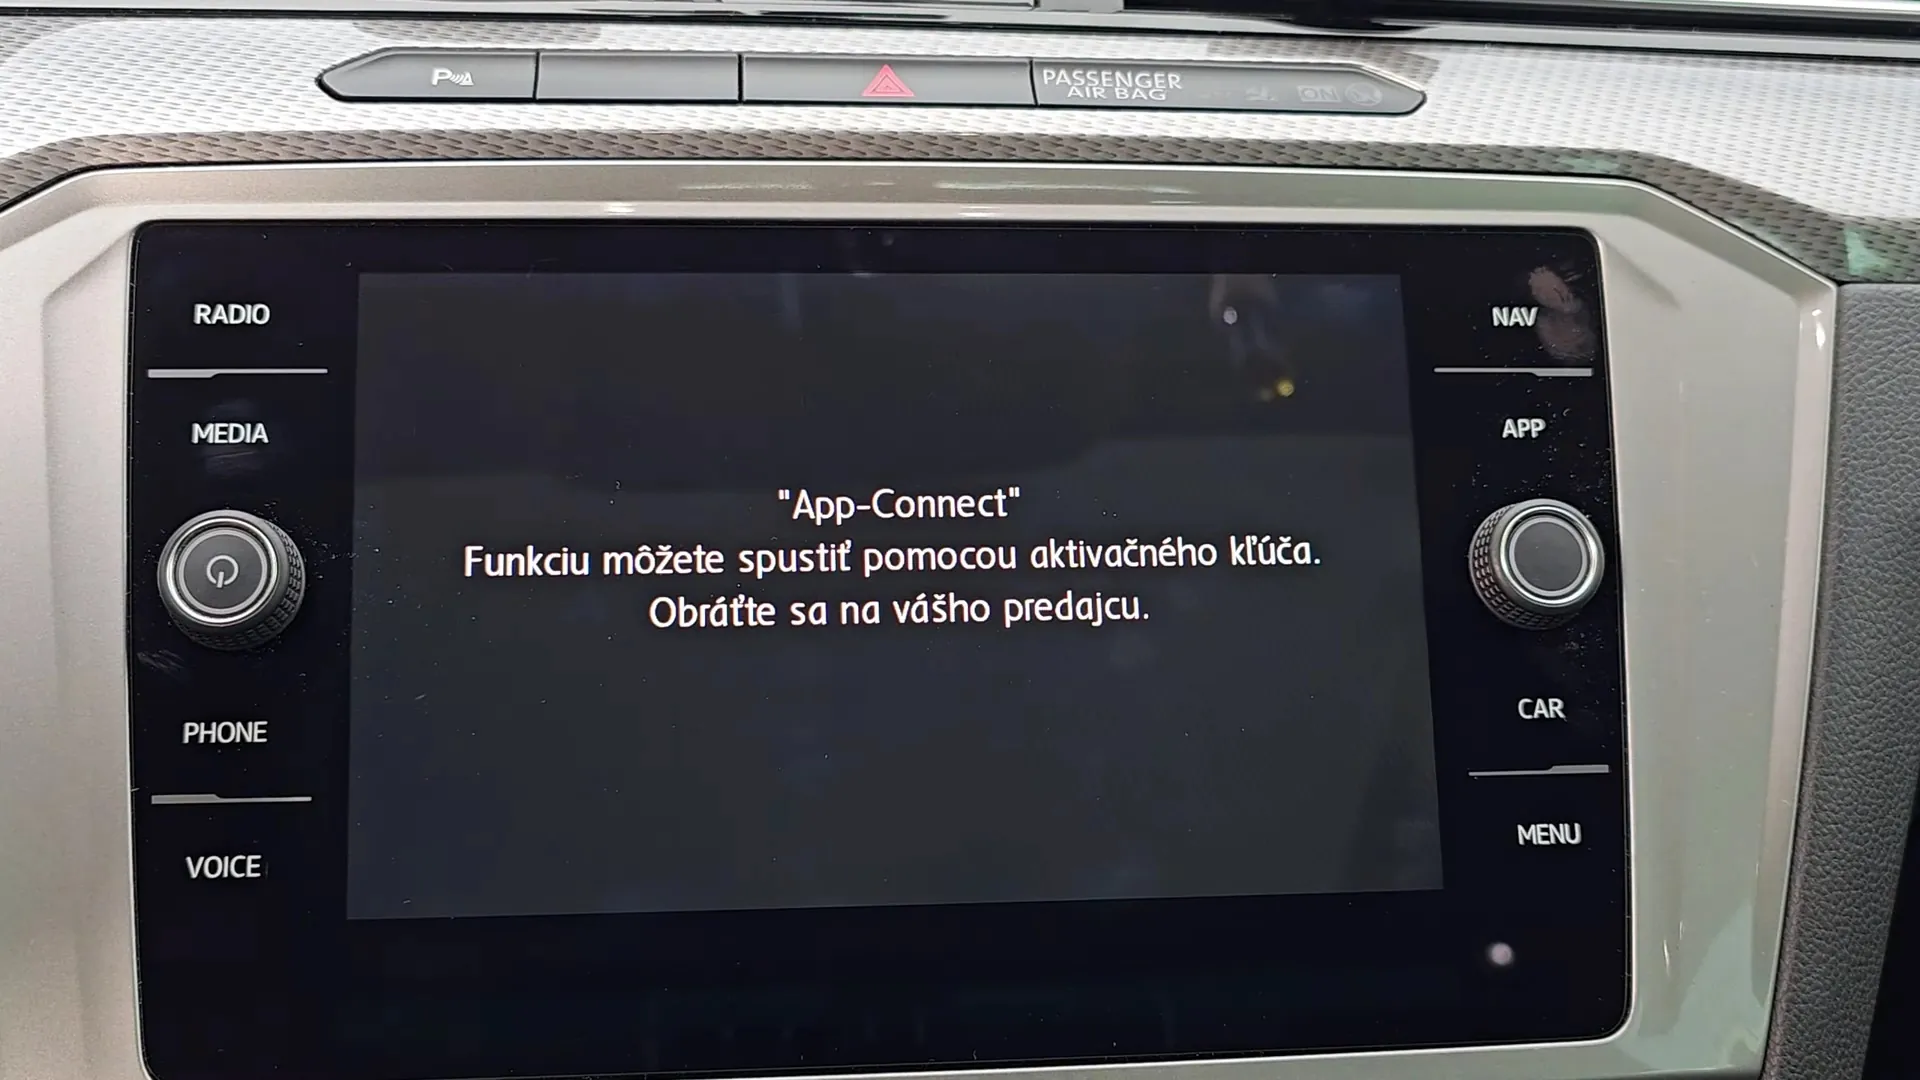 P
PASSENGER
AIR BAG
ON
RADIO
MEDIA
PHONE
VOICE
"App-Connect"
Funkciu môžete spustiť pomocou aktivačného kľúča.
Obráťte sa na vášho predajcu.
NAV
APP
CAR
MENU